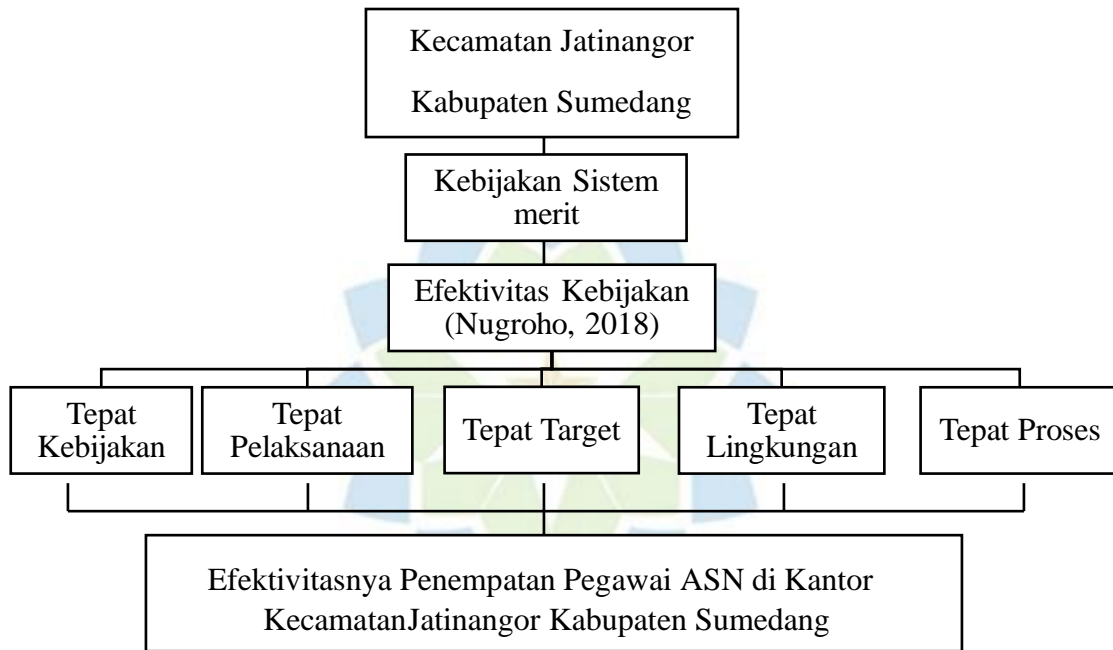 Kecamatan Jatinangor
Kabupaten Sumedang
Kebijakan Sistem
merit
Efektivitas Kebijakan
(Nugroho, 2018)
Tepat
Kebijakan
Tepat
Pelaksanaan
Tepat Target
Tepat
Lingkungan
Tepat Proses
Efektivitasnya Penempatan Pegawai ASN di Kantor
KecamatanJatinangor Kabupaten Sumedang